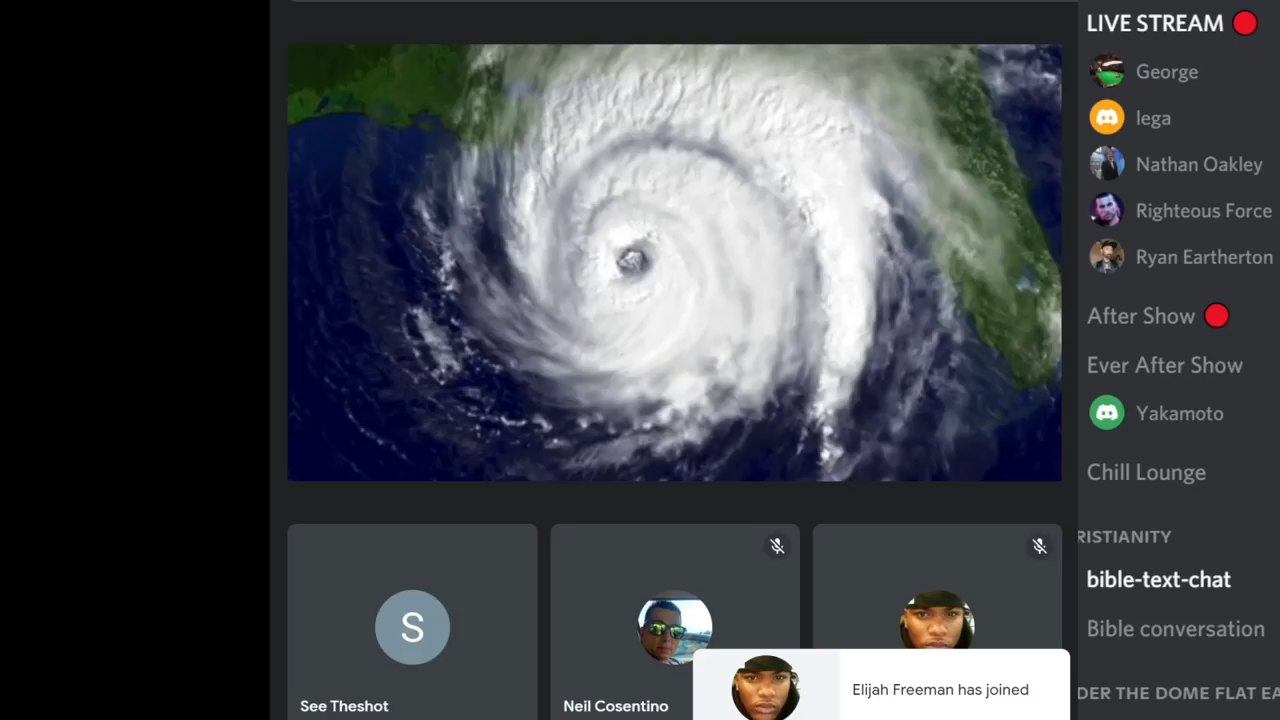 LIVE STREAM
George
lega
Nathan Oakley
Righteous Force
Ryan Eartherton
After Show
Ever After Show
Yakamoto
Chill Lounge
RISTIANITY
bible-text-chat
Bible conversation
DER THE DOME FLAT EA
S
See Theshot
Neil Cosentino
Elijah Freeman has joined